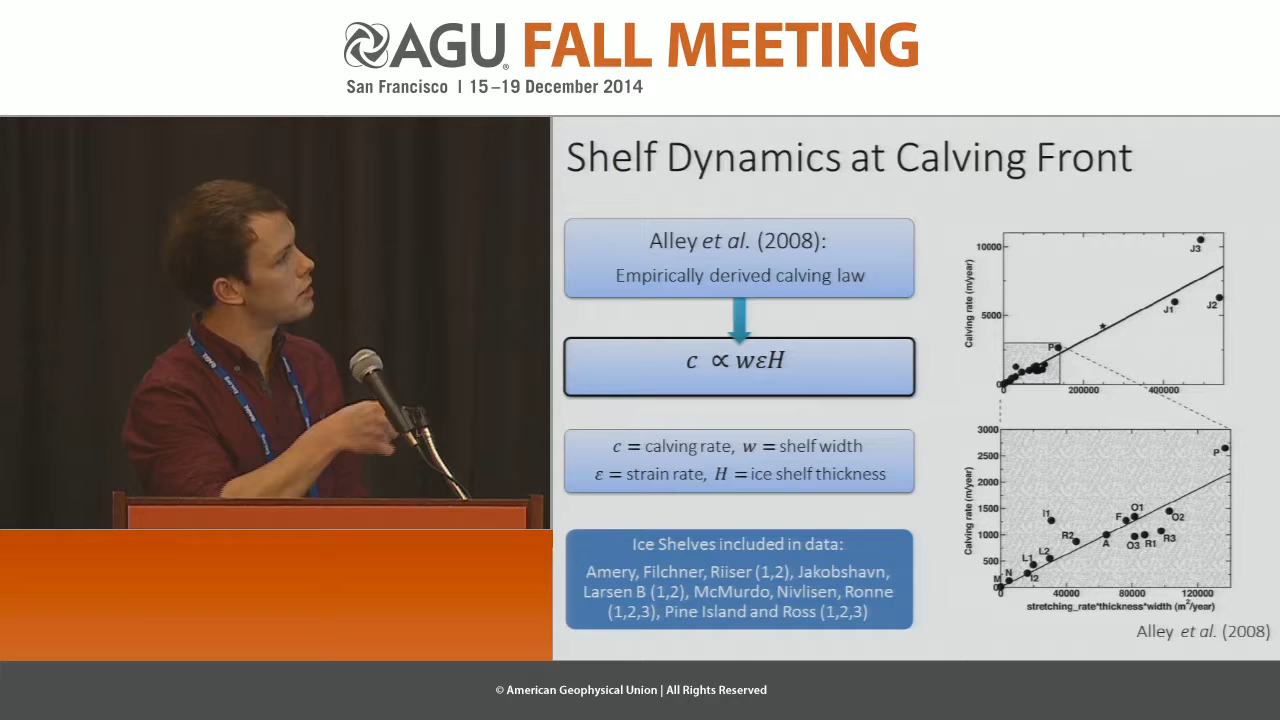 AGU FALL MEETING
San Francisco | 15–19 December 2014
Shelf Dynamics at Calving Front
Alley et al. (2008):
Empirically derived calving law
c ∝ wεH
c = calving rate, w = shelf width
ε = strain rate, H = ice shelf thickness
Ice Shelves included in data:
Amery, Filchner, Riiser (1,2), Jakobshavn,
Larsen B (1,2), McMurdo, Nivlisen, Ronne
(1,2,3), Pine Island and Ross (1,2,3)
Calving rate (m/year)
10000
5000
0
0 200000 400000
J3
J1
J2
P
Calving rate (m/year)
3000
2500
2000
1500
1000
500
0
0 40000 80000 120000
P
I1
O1
F
O2
R2
A
O3
R1
R3
L1
L2
N
M
I2
stretching_rate*thickness*width (m²/year)
Alley et al. (2008)
© American Geophysical Union | All Rights Reserved